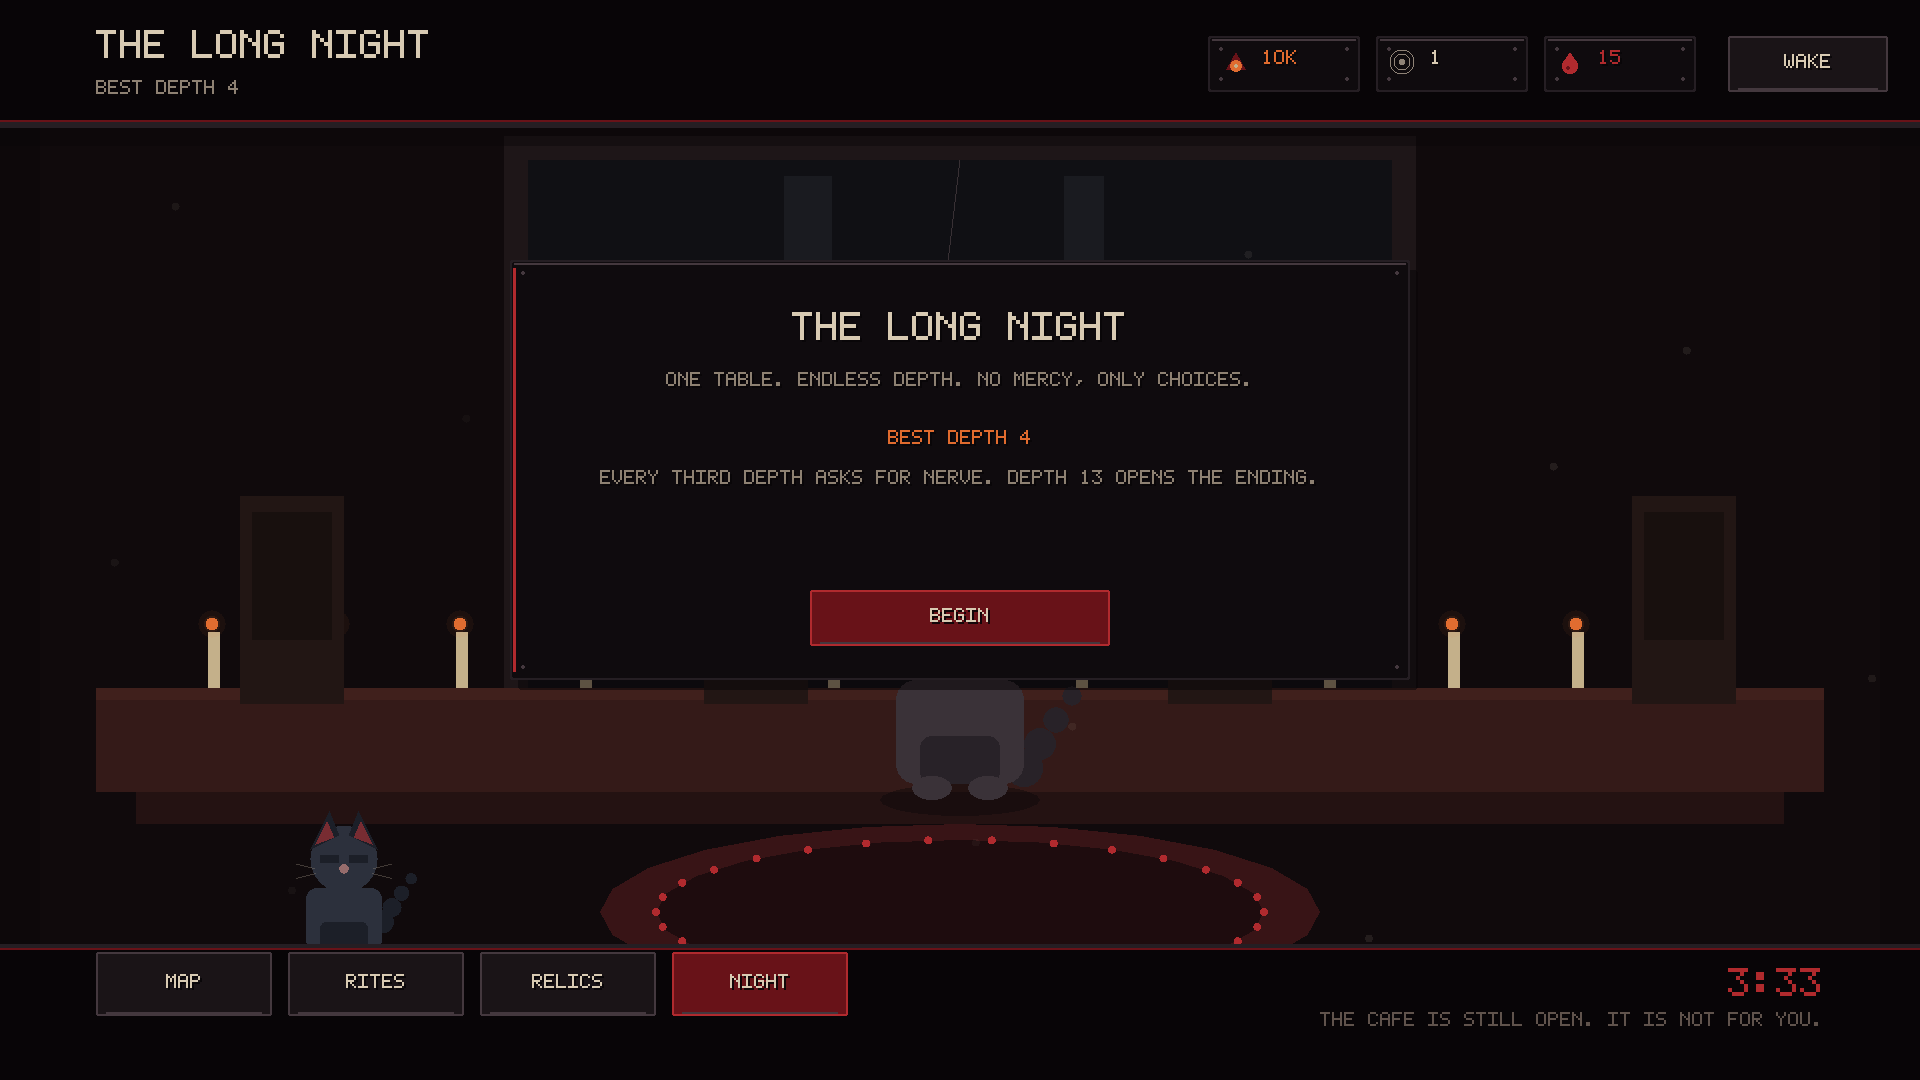 THE LONG NIGHT
BEST DEPTH 4
10K
1
15
WAKE
THE LONG NIGHT
ONE TABLE. ENDLESS DEPTH. NO MERCY, ONLY CHOICES.
BEST DEPTH 4
EVERY THIRD DEPTH ASKS FOR NERVE. DEPTH 13 OPENS THE ENDING.
BEGIN
MAP
RITES
RELICS
NIGHT
3:33
THE CAFE IS STILL OPEN. IT IS NOT FOR YOU.